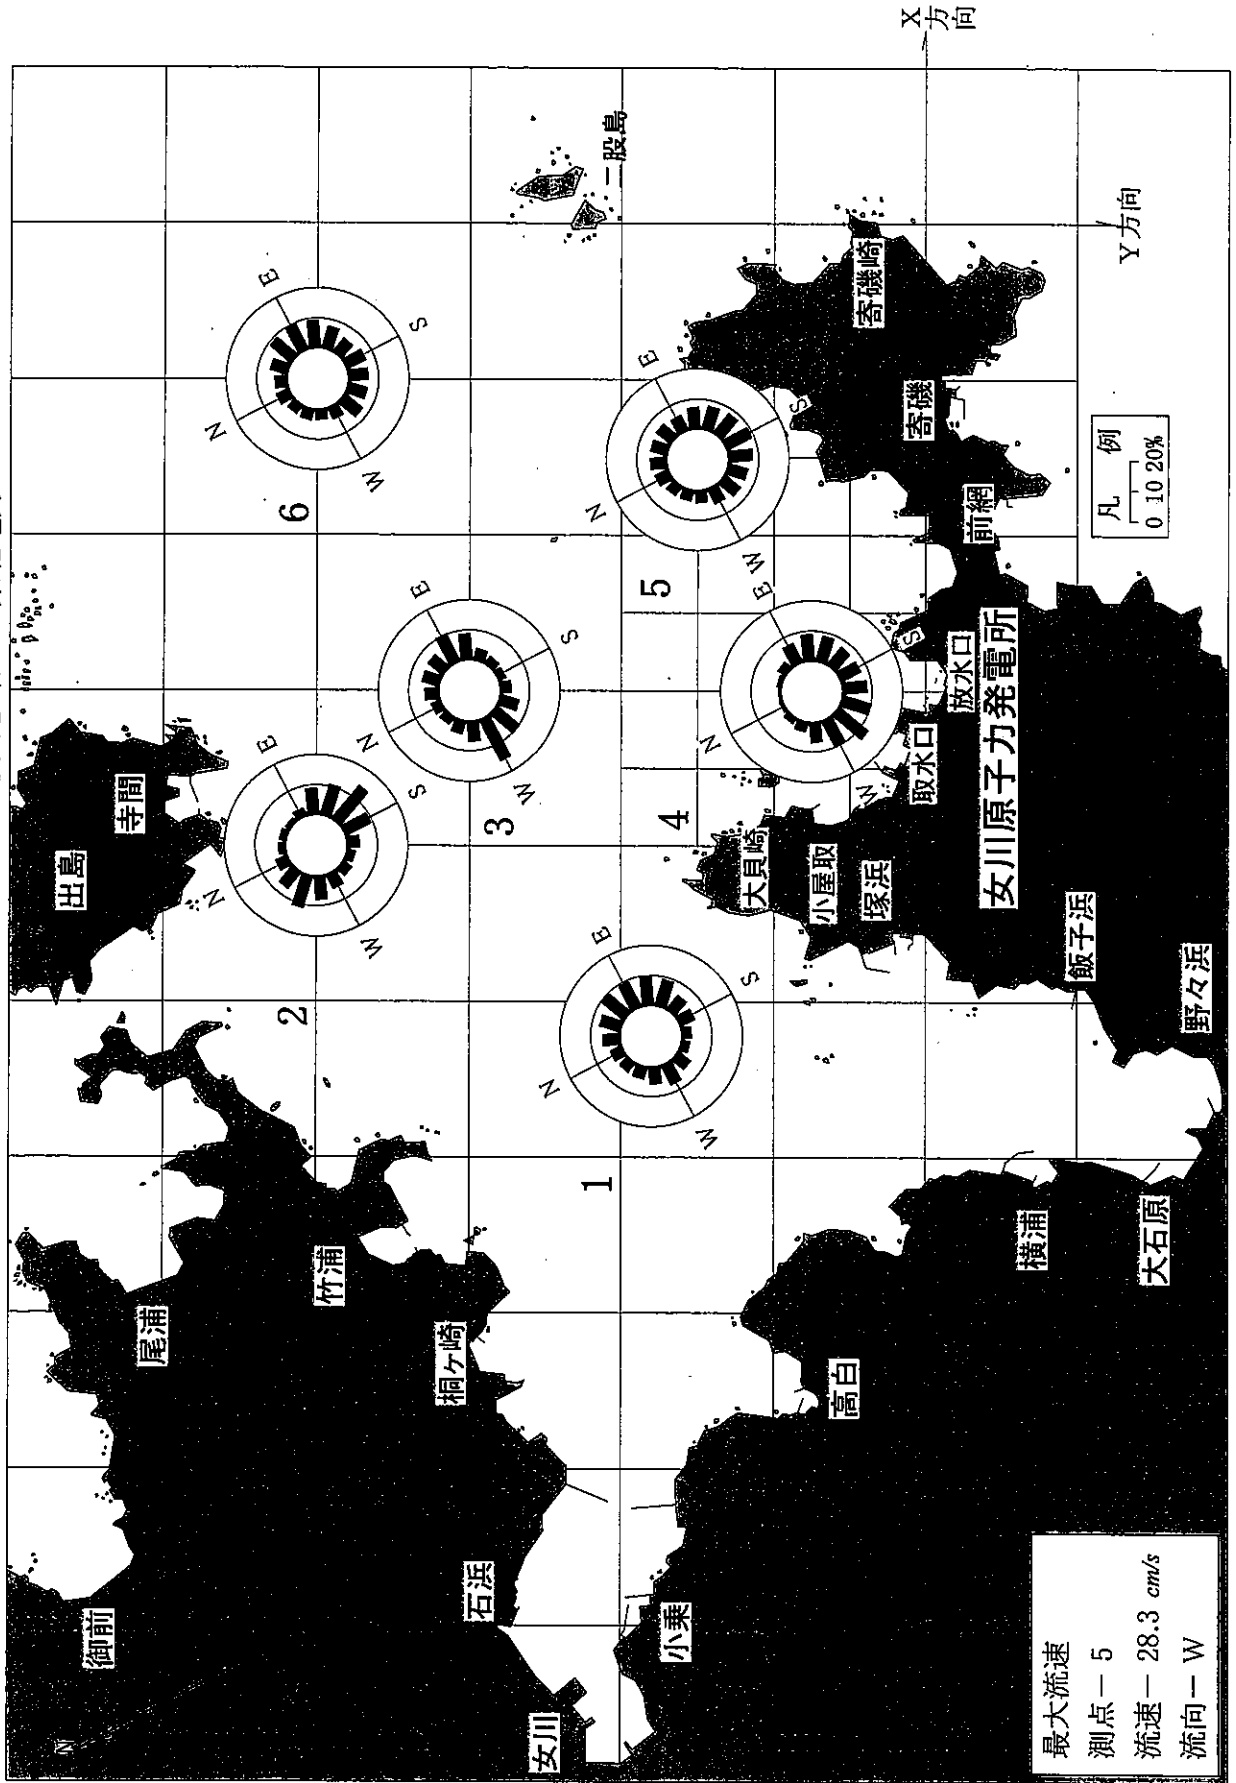 X
方向
二股島
Y方向
寄磯崎
寄磯
前網
凡　例
0 10 20%
6
E
S
N
W
5
E
S
N
W
3
E
S
N
W
4
E
S
N
W
2
E
S
N
W
1
E
S
N
W
出島
寺間
放水口
取水口
女川原子力発電所
大貝崎
小屋取
塚浜
飯子浜
野々浜
横浦
大石原
高白
竹浦
尾浦
桐ヶ崎
御前
石浜
小乗
女川
N
最大流速
測点－5
流速－28.3 cm/s
流向－W